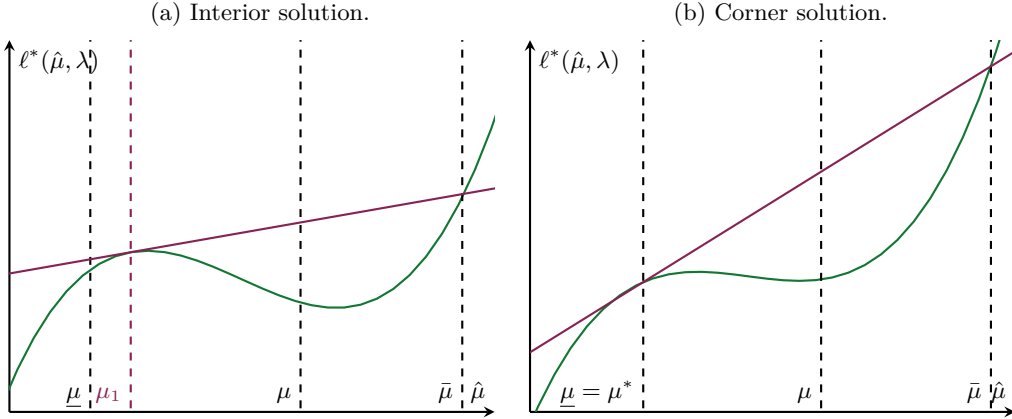 (a) Interior solution.
ℓ*(μ̂, λ)
μ̲ μ₁ μ μ̄ μ̂
(b) Corner solution.
ℓ*(μ̂, λ)
μ̲ = μ* μ μ̄ μ̂